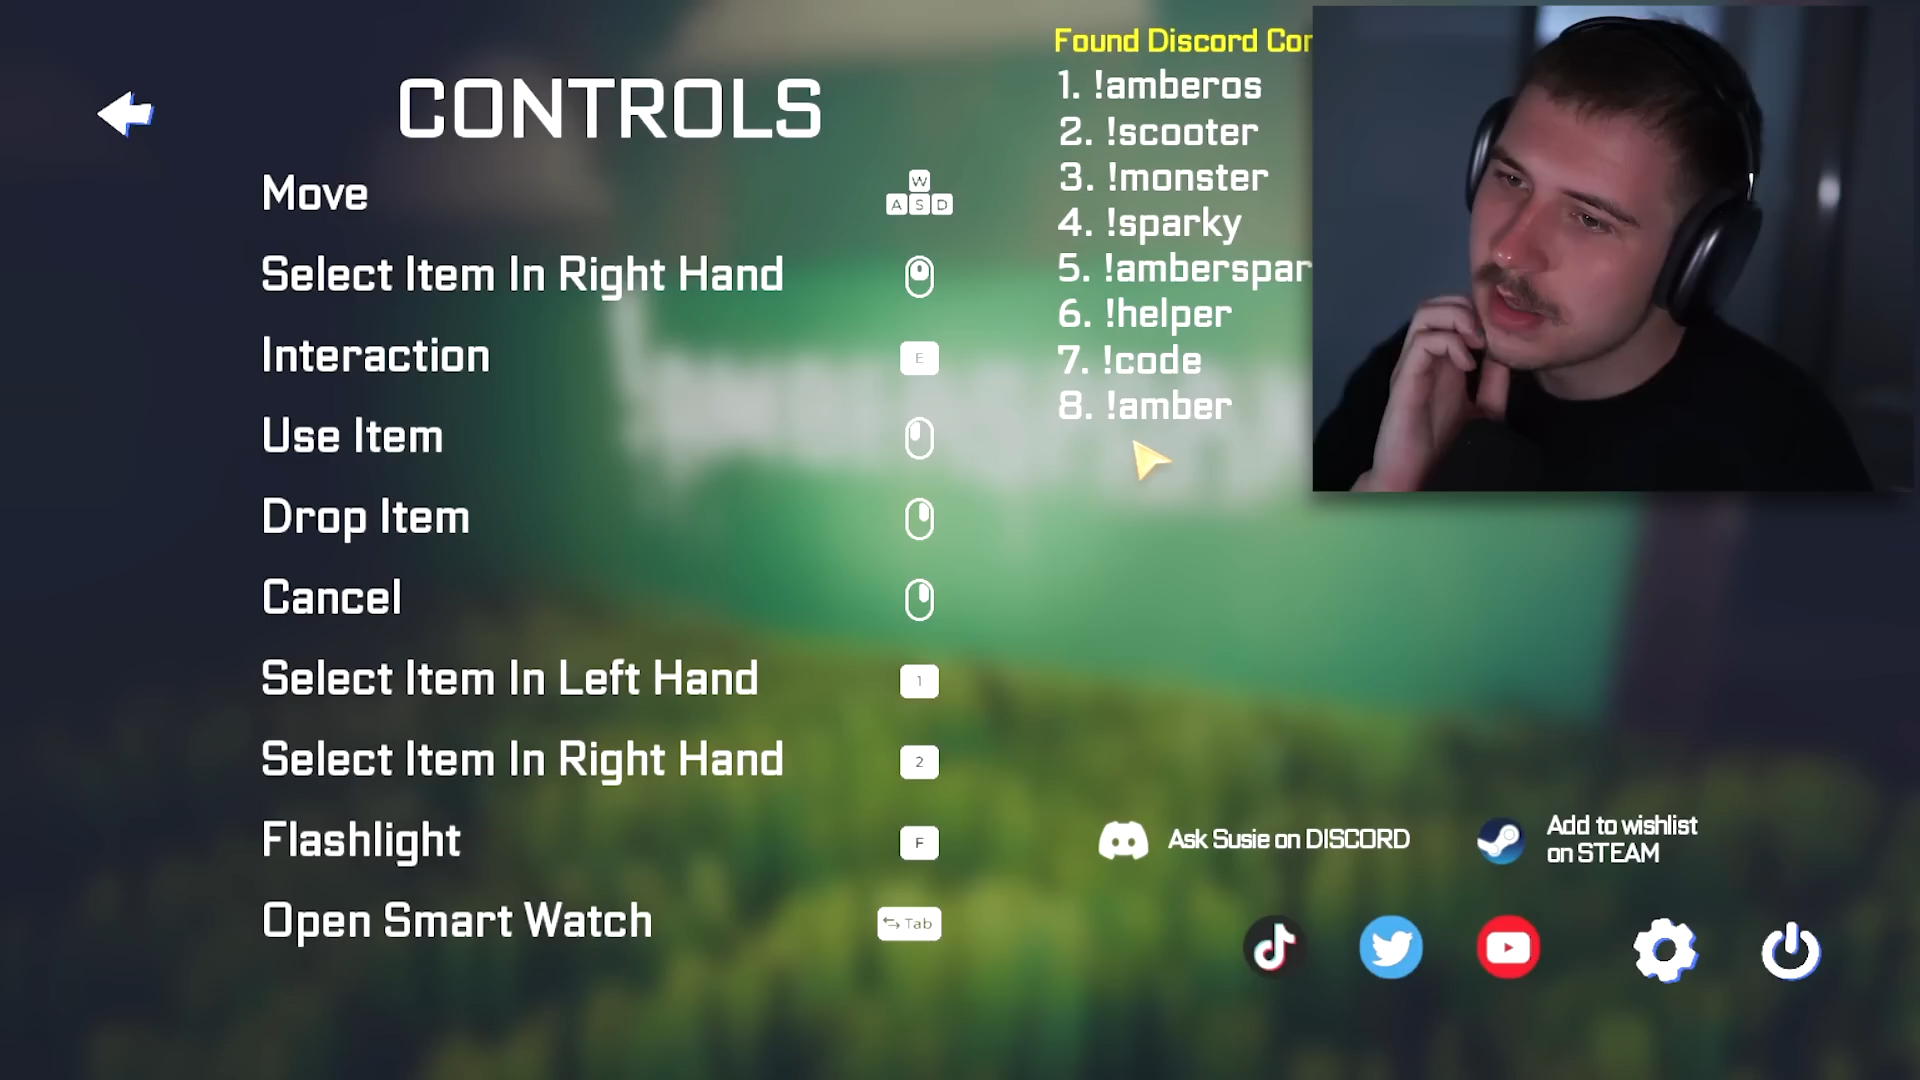 CONTROLS
Move
W
A S D
Select Item In Right Hand
Interaction
E
Use Item
Drop Item
Cancel
Select Item In Left Hand
1
Select Item In Right Hand
2
Flashlight
F
Open Smart Watch
Tab
Found Discord
1. !amberos
2. !scooter
3. !monster
4. !sparky
5. !amberspar
6. !helper
7. !code
8. !amber
Ask Susie on DISCORD
Add to wishlist
on STEAM